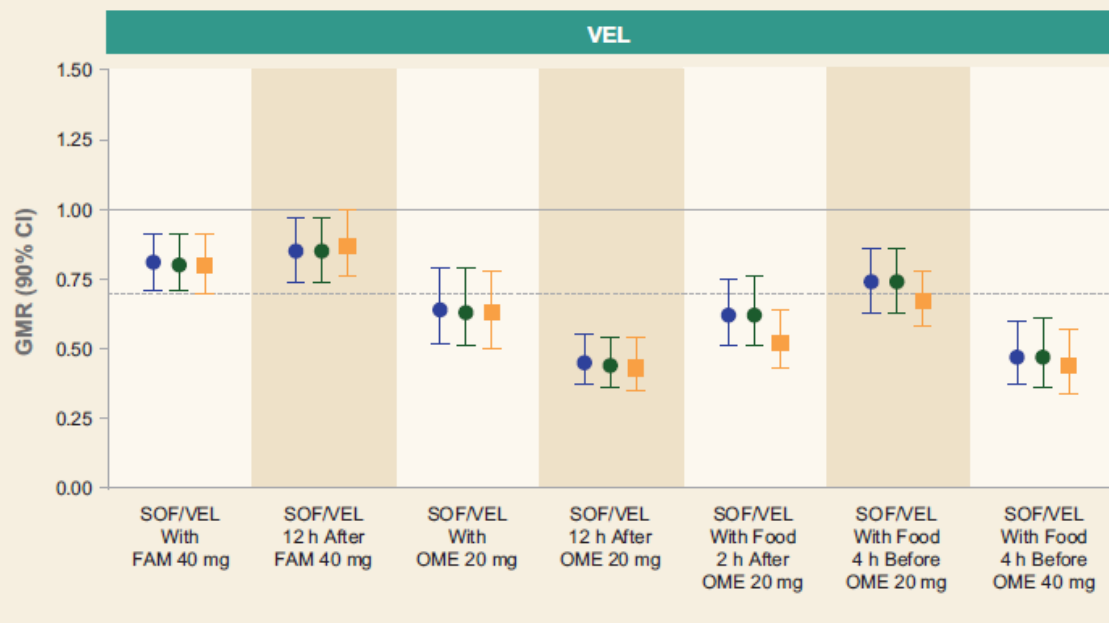 VEL
1.50
1.25
1.00
0.75
0.50
0.25
0.00
GMR (90% CI)
SOF/VEL
With
FAM 40 mg
SOF/VEL
12 h After
FAM 40 mg
SOF/VEL
With
OME 20 mg
SOF/VEL
12 h After
OME 20 mg
SOF/VEL
With Food
2 h After
OME 20 mg
SOF/VEL
With Food
4 h Before
OME 20 mg
SOF/VEL
With Food
4 h Before
OME 40 mg